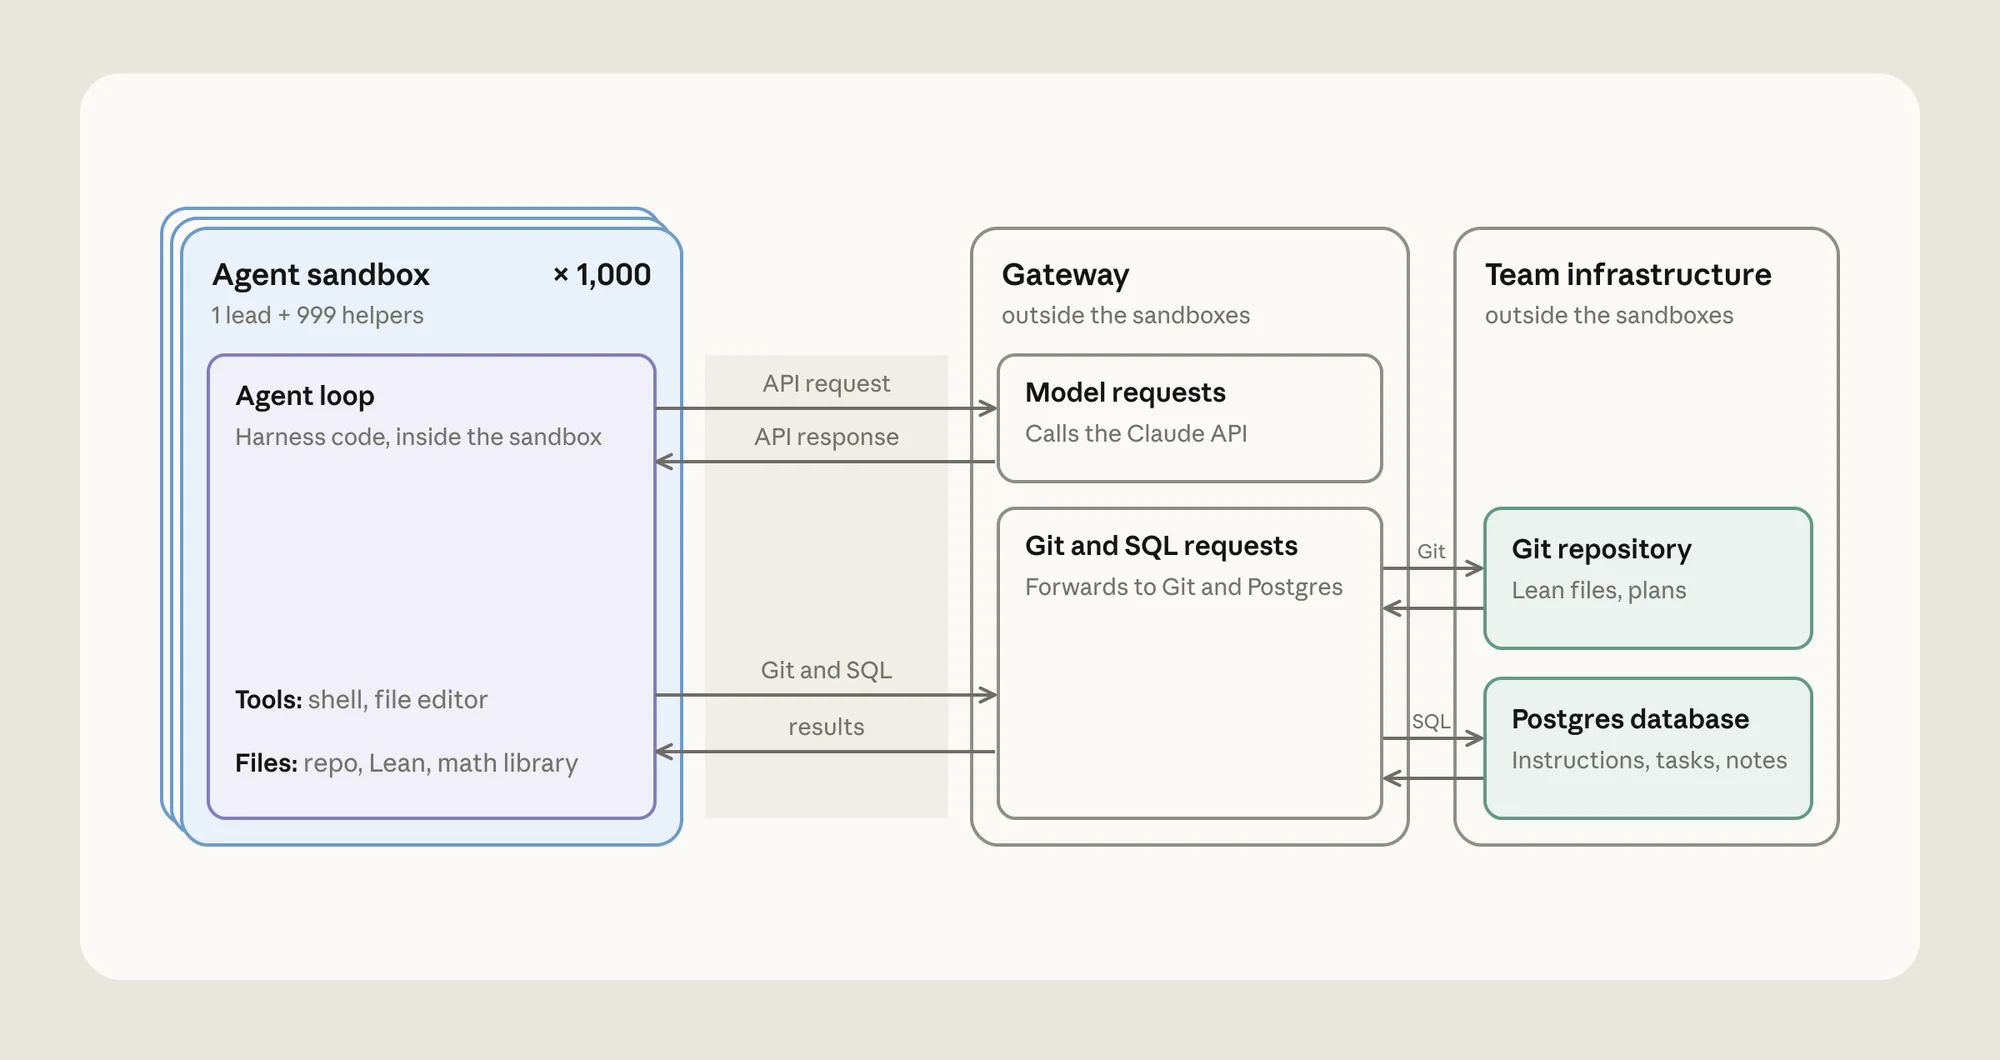 Agent sandbox × 1,000
1 lead + 999 helpers
Agent loop
Harness code, inside the sandbox
Tools: shell, file editor
Files: repo, Lean, math library
API request
API response
Git and SQL
results
Gateway
outside the sandboxes
Model requests
Calls the Claude API
Git and SQL requests
Forwards to Git and Postgres
Git
SQL
Team infrastructure
outside the sandboxes
Git repository
Lean files, plans
Postgres database
Instructions, tasks, notes